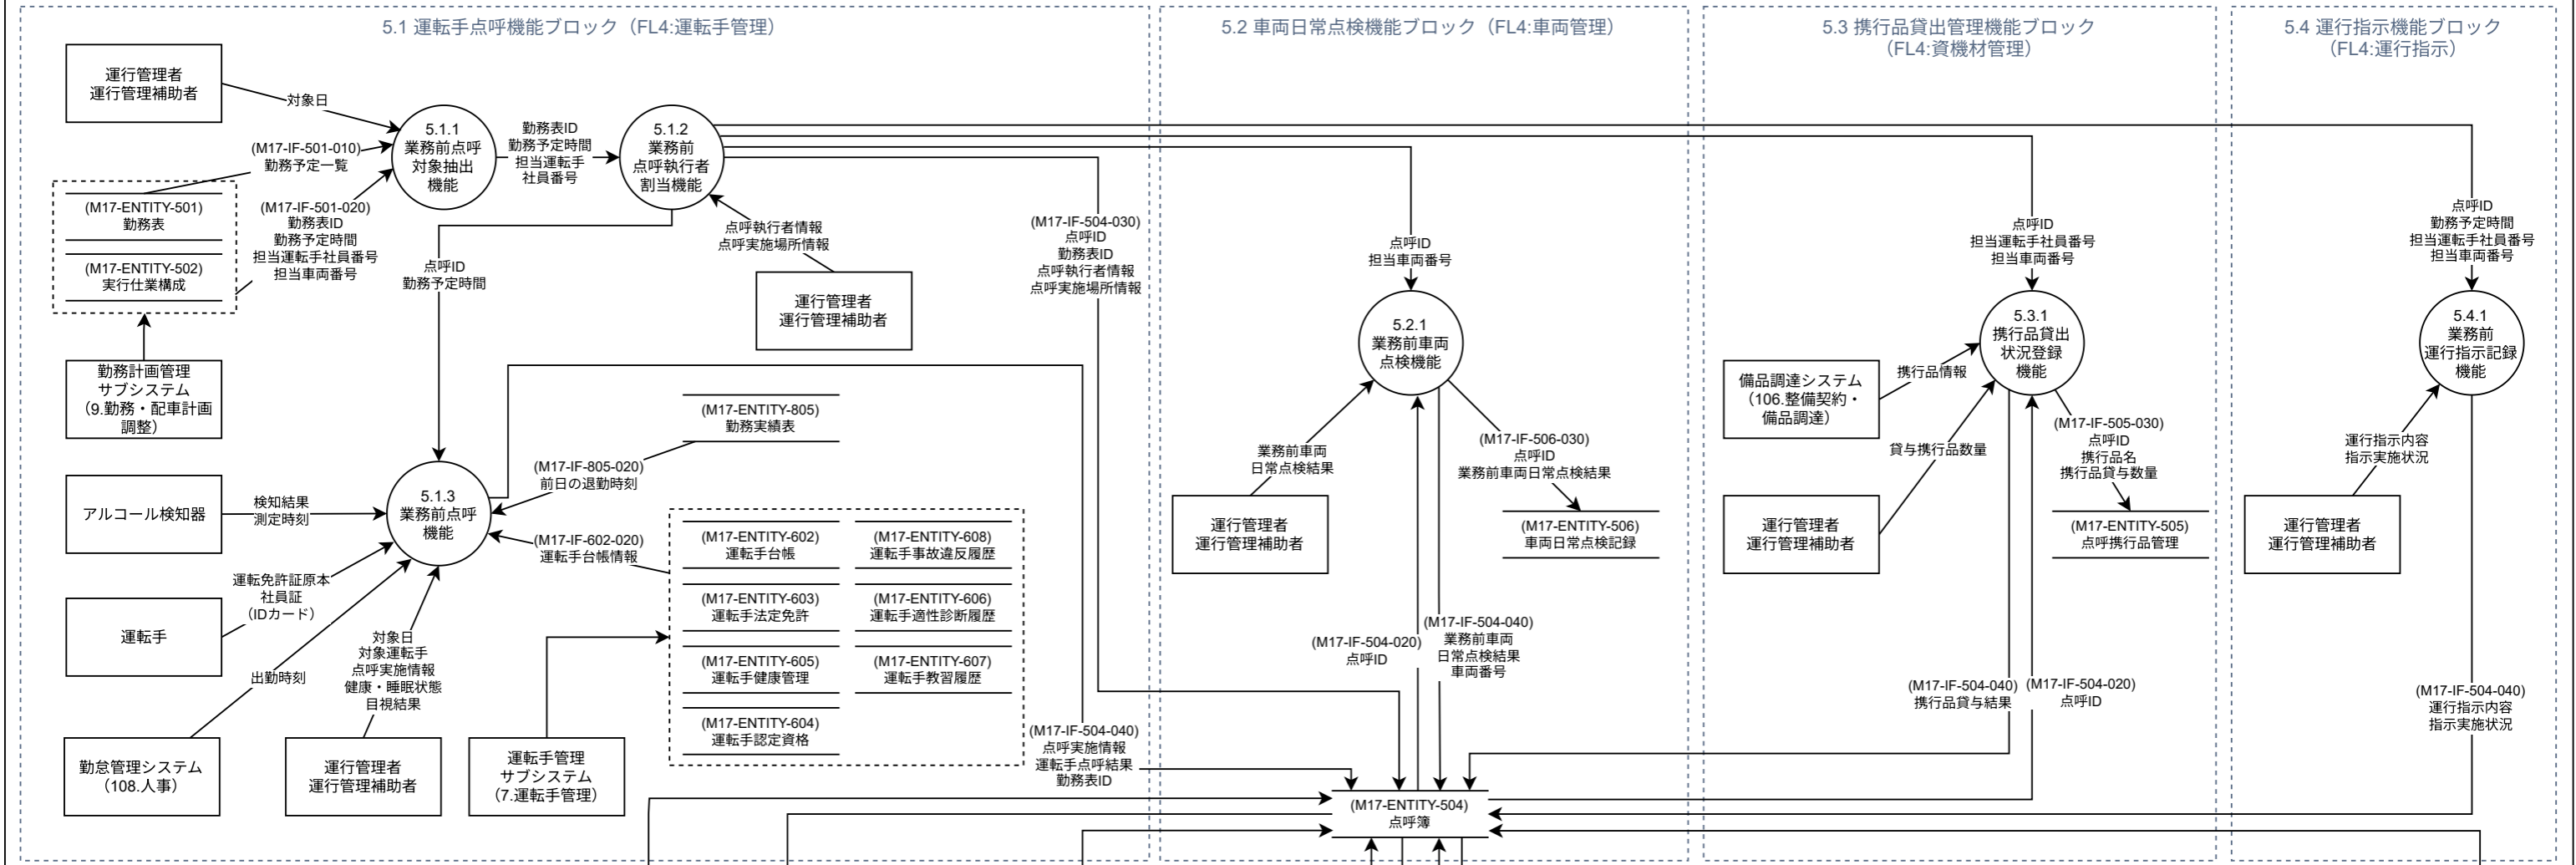 5.1 運転手点呼機能ブロック（FL4:運転手管理）
運行管理者
運行管理補助者
対象日
(M17-IF-501-010)
勤務予定一覧
(M17-ENTITY-501)
勤務表
(M17-ENTITY-502)
実行仕業構成
(M17-IF-501-020)
勤務表ID
勤務予定時間
担当運転手社員番号
担当車両番号
勤務計画管理
サブシステム
（9.勤務・配車計画
調整）
5.1.1
業務前点呼
対象抽出
機能
勤務表ID
勤務予定時間
担当運転手
社員番号
5.1.2
業務前
点呼執行者
割当機能
点呼執行者情報
点呼実施場所情報
運行管理者
運行管理補助者
点呼ID
勤務予定時間
(M17-IF-504-030)
点呼ID
勤務表ID
点呼執行者情報
点呼実施場所情報
アルコール検知器
検知結果
測定時刻
5.1.3
業務前点呼
機能
(M17-ENTITY-805)
勤務実績表
(M17-IF-805-020)
前日の退勤時刻
(M17-IF-602-020)
運転手台帳情報
(M17-ENTITY-602)
運転手台帳
(M17-ENTITY-608)
運転手事故違反履歴
(M17-ENTITY-603)
運転手法定免許
(M17-ENTITY-606)
運転手適性診断履歴
(M17-ENTITY-605)
運転手健康管理
(M17-ENTITY-607)
運転手教習履歴
(M17-ENTITY-604)
運転手認定資格
運転手
運転免許証原本
社員証
（IDカード）
出勤時刻
勤怠管理システム
（108.人事）
対象日
対象運転手
点呼実施情報
健康・睡眠状態
目視結果
運行管理者
運行管理補助者
運転手管理
サブシステム
（7.運転手管理）
(M17-IF-504-040)
点呼実施情報
運転手点呼結果
勤務表ID
5.2 車両日常点検機能ブロック（FL4:車両管理）
点呼ID
担当車両番号
5.2.1
業務前車両
点検機能
業務前車両
日常点検結果
運行管理者
運行管理補助者
(M17-IF-506-030)
点呼ID
業務前車両日常点検結果
(M17-ENTITY-506)
車両日常点検記録
(M17-IF-504-020)
点呼ID
(M17-IF-504-040)
業務前車両
日常点検結果
車両番号
(M17-ENTITY-504)
点呼簿
5.3 携行品貸出管理機能ブロック
（FL4:資機材管理）
点呼ID
担当運転手社員番号
担当車両番号
5.3.1
携行品貸出
状況登録
機能
備品調達システム
（106.整備契約・
備品調達）
携行品情報
貸与携行品数量
運行管理者
運行管理補助者
(M17-IF-505-030)
点呼ID
携行品名
携行品貸与数量
(M17-ENTITY-505)
点呼携行品管理
(M17-IF-504-040)
携行品貸与結果
(M17-IF-504-020)
点呼ID
5.4 運行指示機能ブロック
（FL4:運行指示）
点呼ID
勤務予定時間
担当運転手社員番号
担当車両番号
5.4.1
業務前
運行指示記録
機能
運行指示内容
指示実施状況
運行管理者
運行管理補助者
(M17-IF-504-040)
運行指示内容
指示実施状況